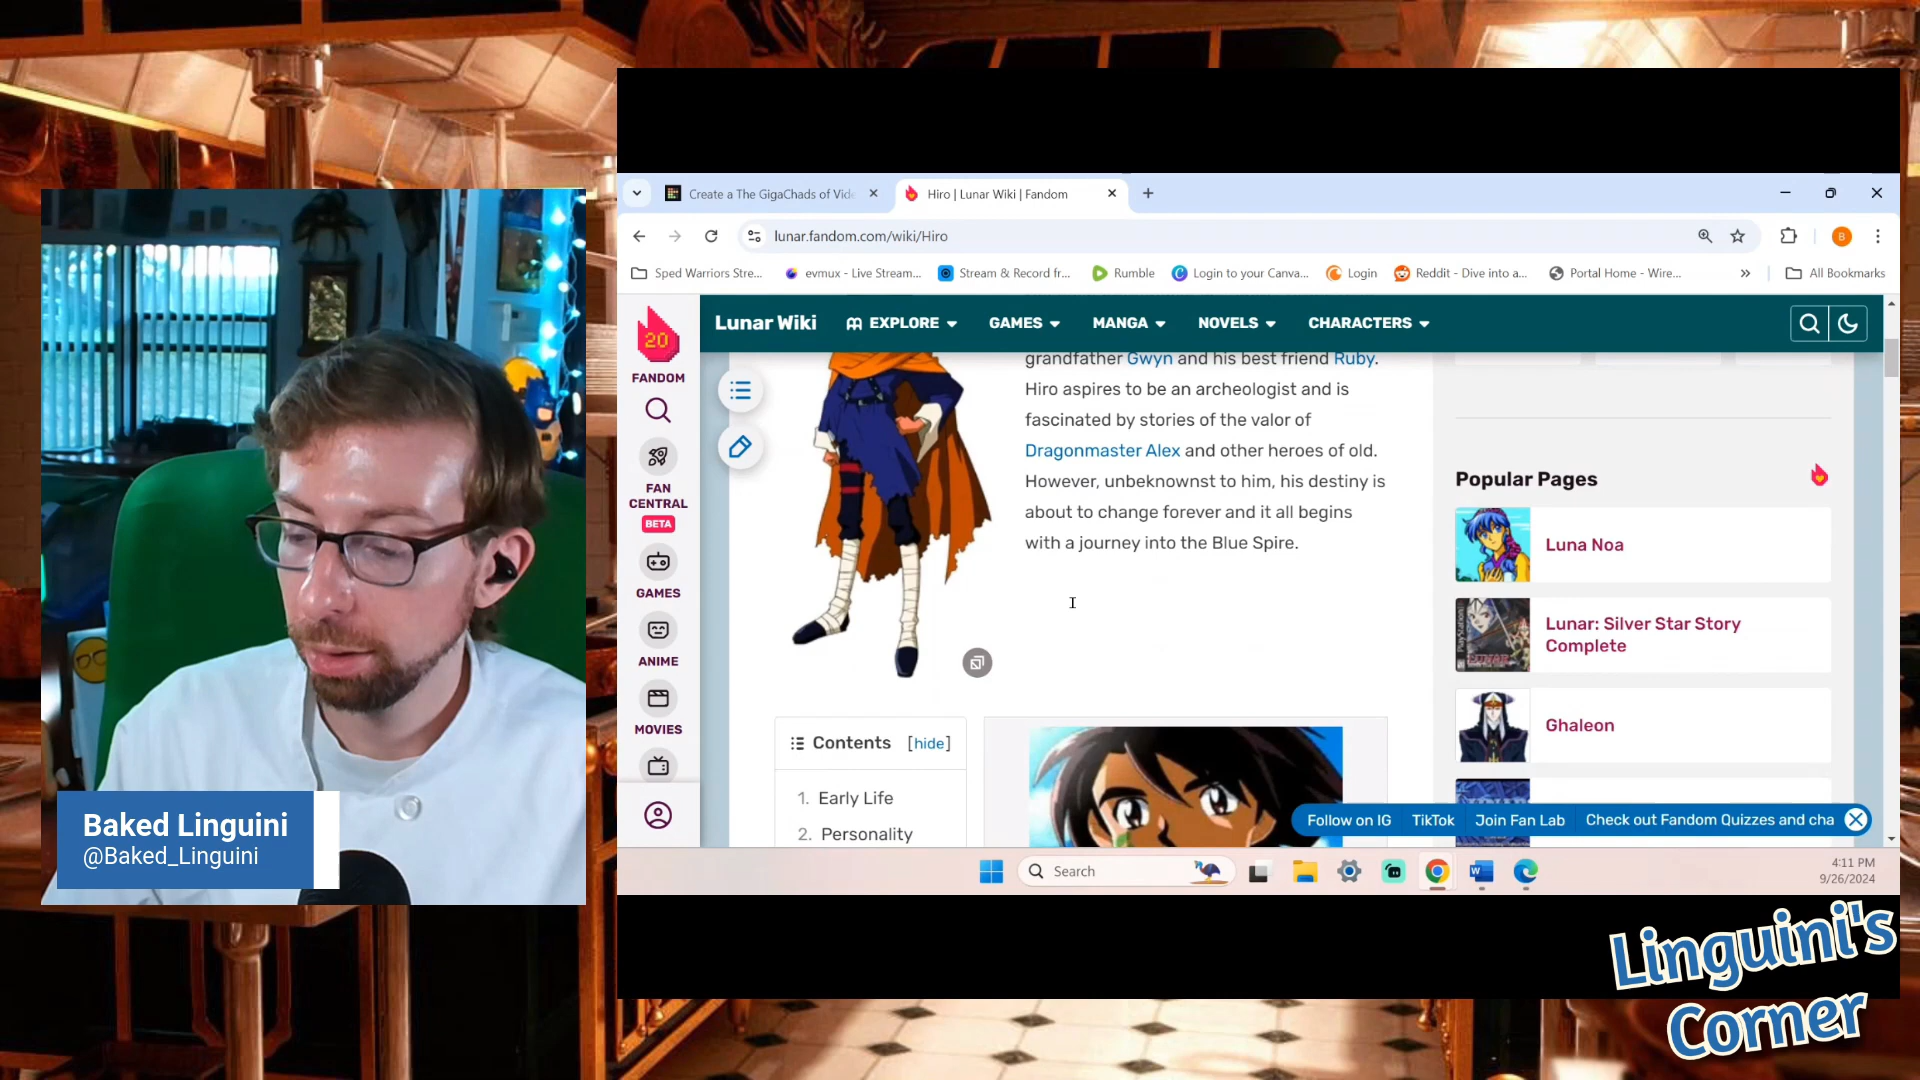 Create a The GigaChads of Vid
Hiro | Lunar Wiki | Fandom
lunar.fandom.com/wiki/Hiro
B
Sped Warriors Stre...
evmux - Live Stream...
Stream & Record fr...
Rumble
Login to your Canva...
Login
Reddit - Dive into a...
Portal Home - Wire...
All Bookmarks
20
FANDOM
FAN
CENTRAL
BETA
GAMES
ANIME
MOVIES
Lunar Wiki
EXPLORE
GAMES
MANGA
NOVELS
CHARACTERS
grandfather Gwyn and his best friend Ruby.
Hiro aspires to be an archeologist and is
fascinated by stories of the valor of
Dragonmaster Alex and other heroes of old.
However, unbeknownst to him, his destiny is
about to change forever and it all begins
with a journey into the Blue Spire.
Contents [hide]
1. Early Life
2. Personality
Popular Pages
Luna Noa
Lunar: Silver Star Story
Complete
Ghaleon
Follow on IG
TikTok
Join Fan Lab
Check out Fandom Quizzes and cha
Search
4:11 PM
9/26/2024
Baked Linguini
@Baked_Linguini
Linguini's
Corner